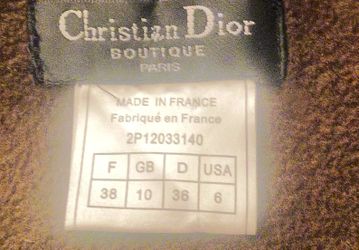 Christian Dior
BOUTIQUE
PARIS
MADE IN FRANCE
Fabriqué en France
2P12033140
F GB D USA
38 10 36 6